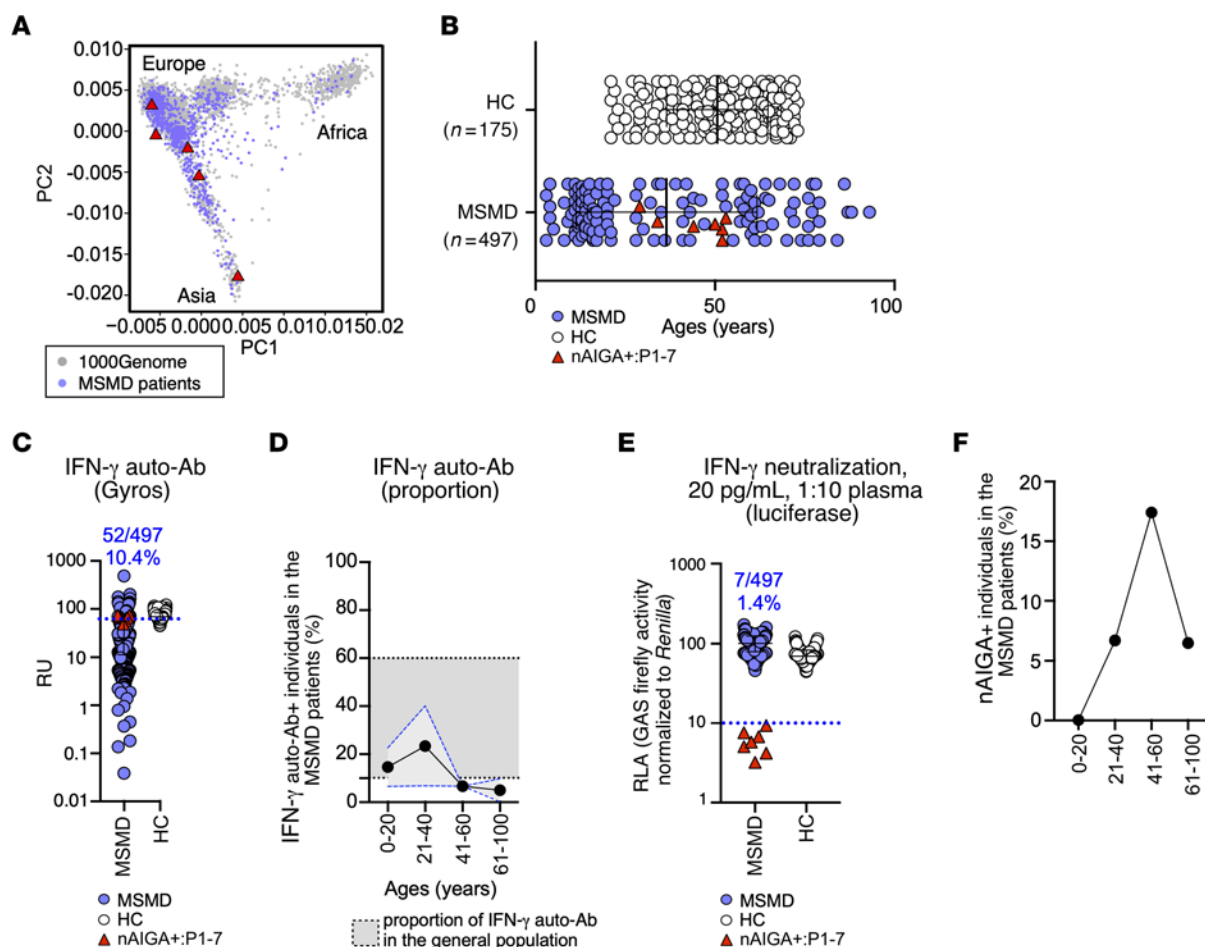 A
0.010
0.005
0.000
-0.005
-0.010
-0.015
-0.020
PC2
Europe
Africa
Asia
−0.005 0.000 0.005 0.010 0.015 0.02
PC1
1000Genome
MSMD patients
B
HC
(n=175)
MSMD
(n=497)
0 50 100
Ages (years)
MSMD
HC
nAIGA+:P1-7
C
IFN-γ auto-Ab
(Gyros)
52/497
10.4%
1000
100
10
1
0.1
0.01
RU
MSMD
HC
MSMD
HC
nAIGA+:P1-7
D
IFN-γ auto-Ab
(proportion)
IFN-γ auto-Ab+ individuals in the
MSMD patients (%)
100
80
60
40
20
0
0-20
21-40
41-60
61-100
Ages (years)
proportion of IFN-γ auto-Ab
in the general population
E
IFN-γ neutralization,
20 pg/mL, 1:10 plasma
(luciferase)
7/497
1.4%
RLA (GAS firefly activity
normalized to Renilla)
1000
100
10
1
MSMD
HC
MSMD
HC
nAIGA+:P1-7
F
nAIGA+ individuals in the
MSMD patients (%)
20
15
10
5
0
0-20
21-40
41-60
61-100